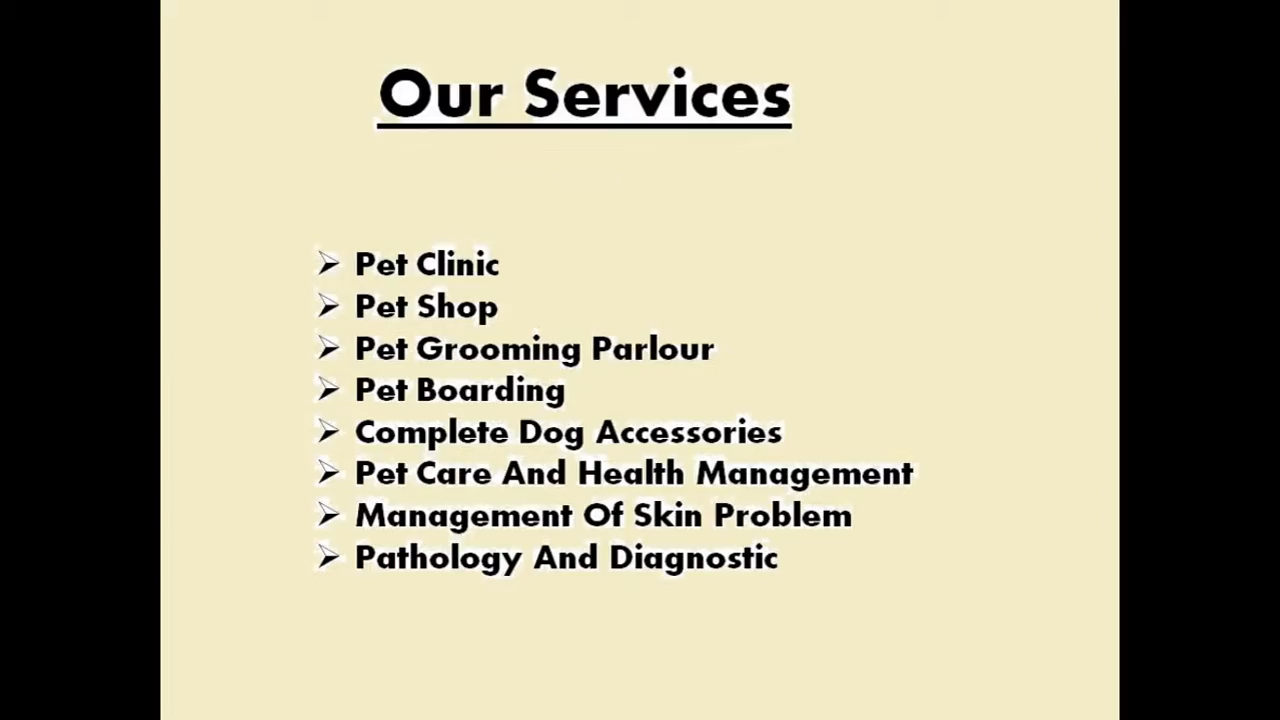 Our Services
➢ Pet Clinic
➢ Pet Shop
➢ Pet Grooming Parlour
➢ Pet Boarding
➢ Complete Dog Accessories
➢ Pet Care And Health Management
➢ Management Of Skin Problem
➢ Pathology And Diagnostic